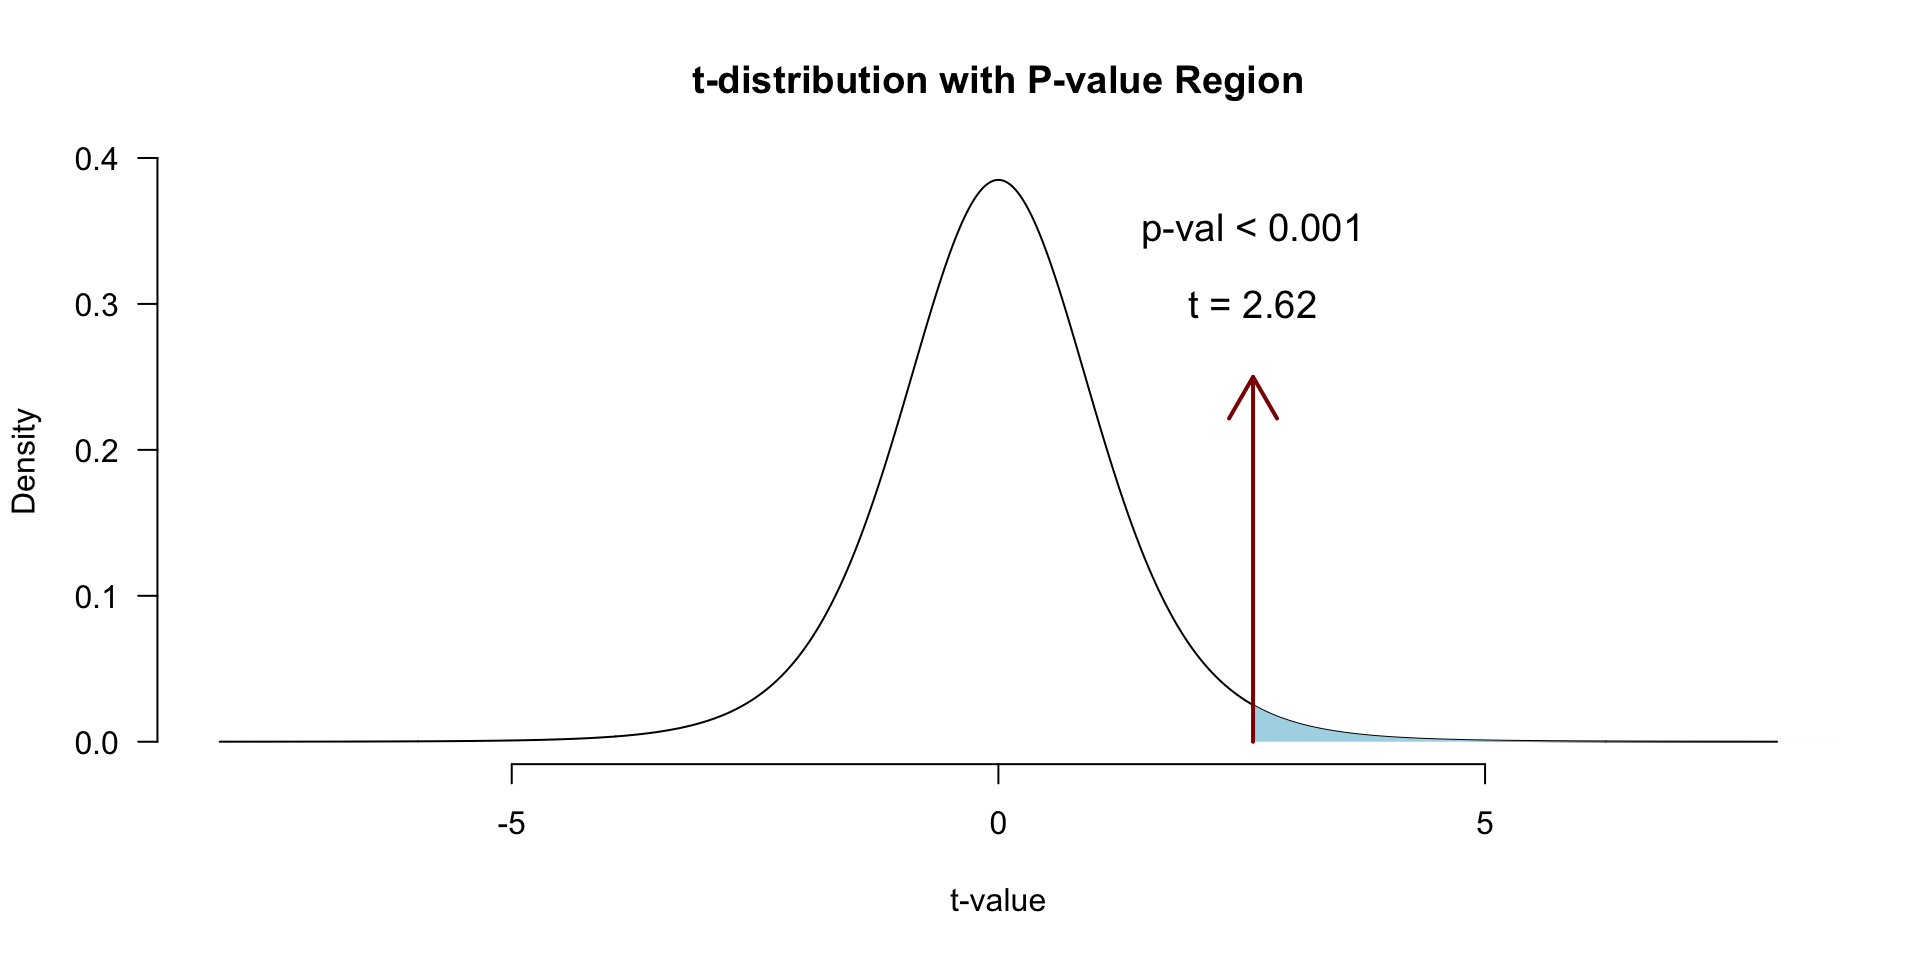 t-distribution with P-value Region
p-val < 0.001
t = 2.62
Density
0.4
0.3
0.2
0.1
0.0
-5 0 5
t-value